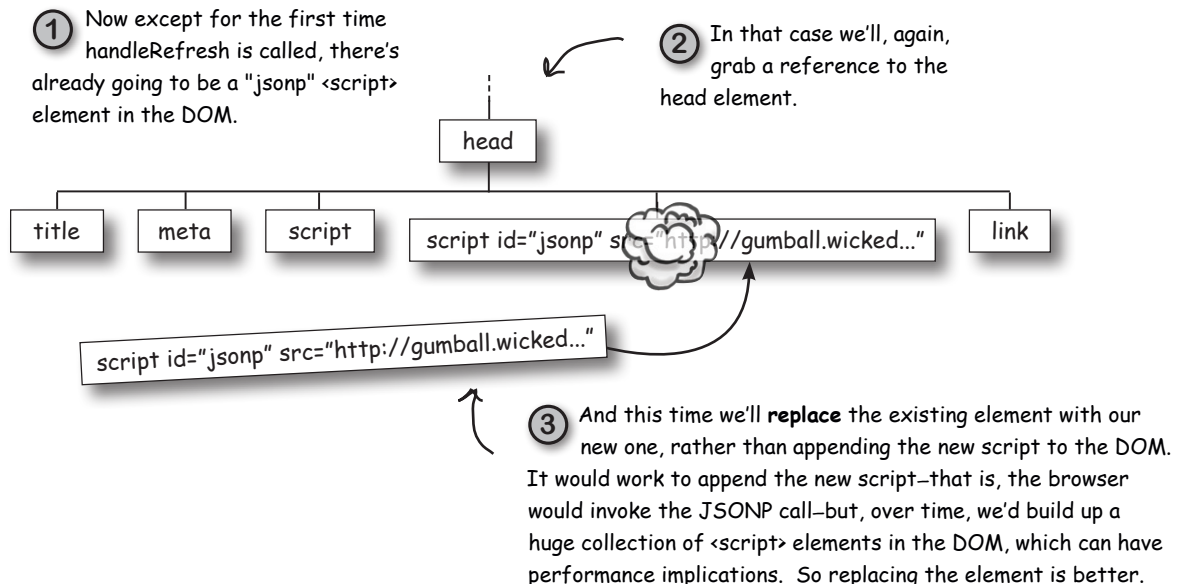 1 Now except for the first time
handleRefresh is called, there's
already going to be a "jsonp" <script>
element in the DOM.
2 In that case we'll, again,
grab a reference to the
head element.
head
title
meta
script
script id="jsonp" src="http://gumball.wicked..."
link
script id="jsonp" src="http://gumball.wicked..."
3 And this time we'll replace the existing element with our
new one, rather than appending the new script to the DOM.
It would work to append the new script–that is, the browser
would invoke the JSONP call–but, over time, we'd build up a
huge collection of <script> elements in the DOM, which can have
performance implications. So replacing the element is better.